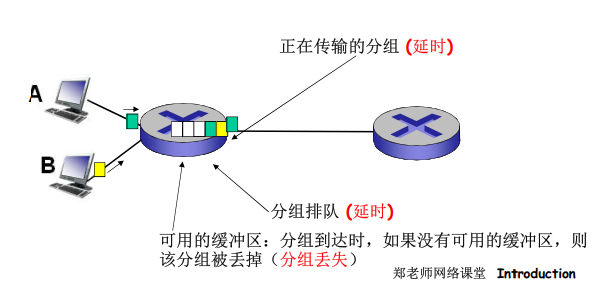 正在传输的分组 (延时)
A
B
分组排队 (延时)
可用的缓冲区：分组到达时，如果没有可用的缓冲区，则
该分组被丢掉（分组丢失）
郑老师网络课堂 Introduction